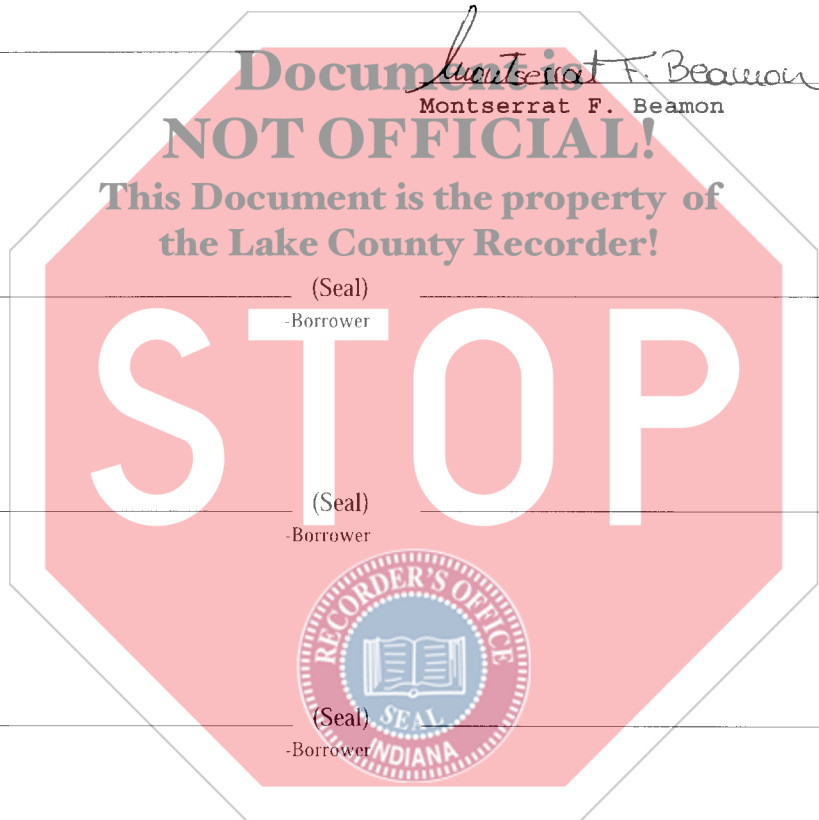 Montserrat F. Beamon
Document is
Montserrat F. Beamon
NOT OFFICIAL!
This Document is the property of
the Lake County Recorder!
(Seal)
-Borrower
STOP
(Seal)
-Borrower
RECORDER'S OFFICE
(Seal)
SEAL
-Borrower
INDIANA